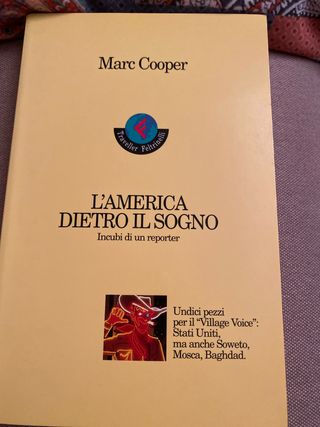 Marc Cooper
Traveller Feltrinelli
L'AMERICA
DIETRO IL SOGNO
Incubi di un reporter
Undici pezzi
per il "Village Voice":
Stati Uniti,
ma anche Soweto,
Mosca, Baghdad.